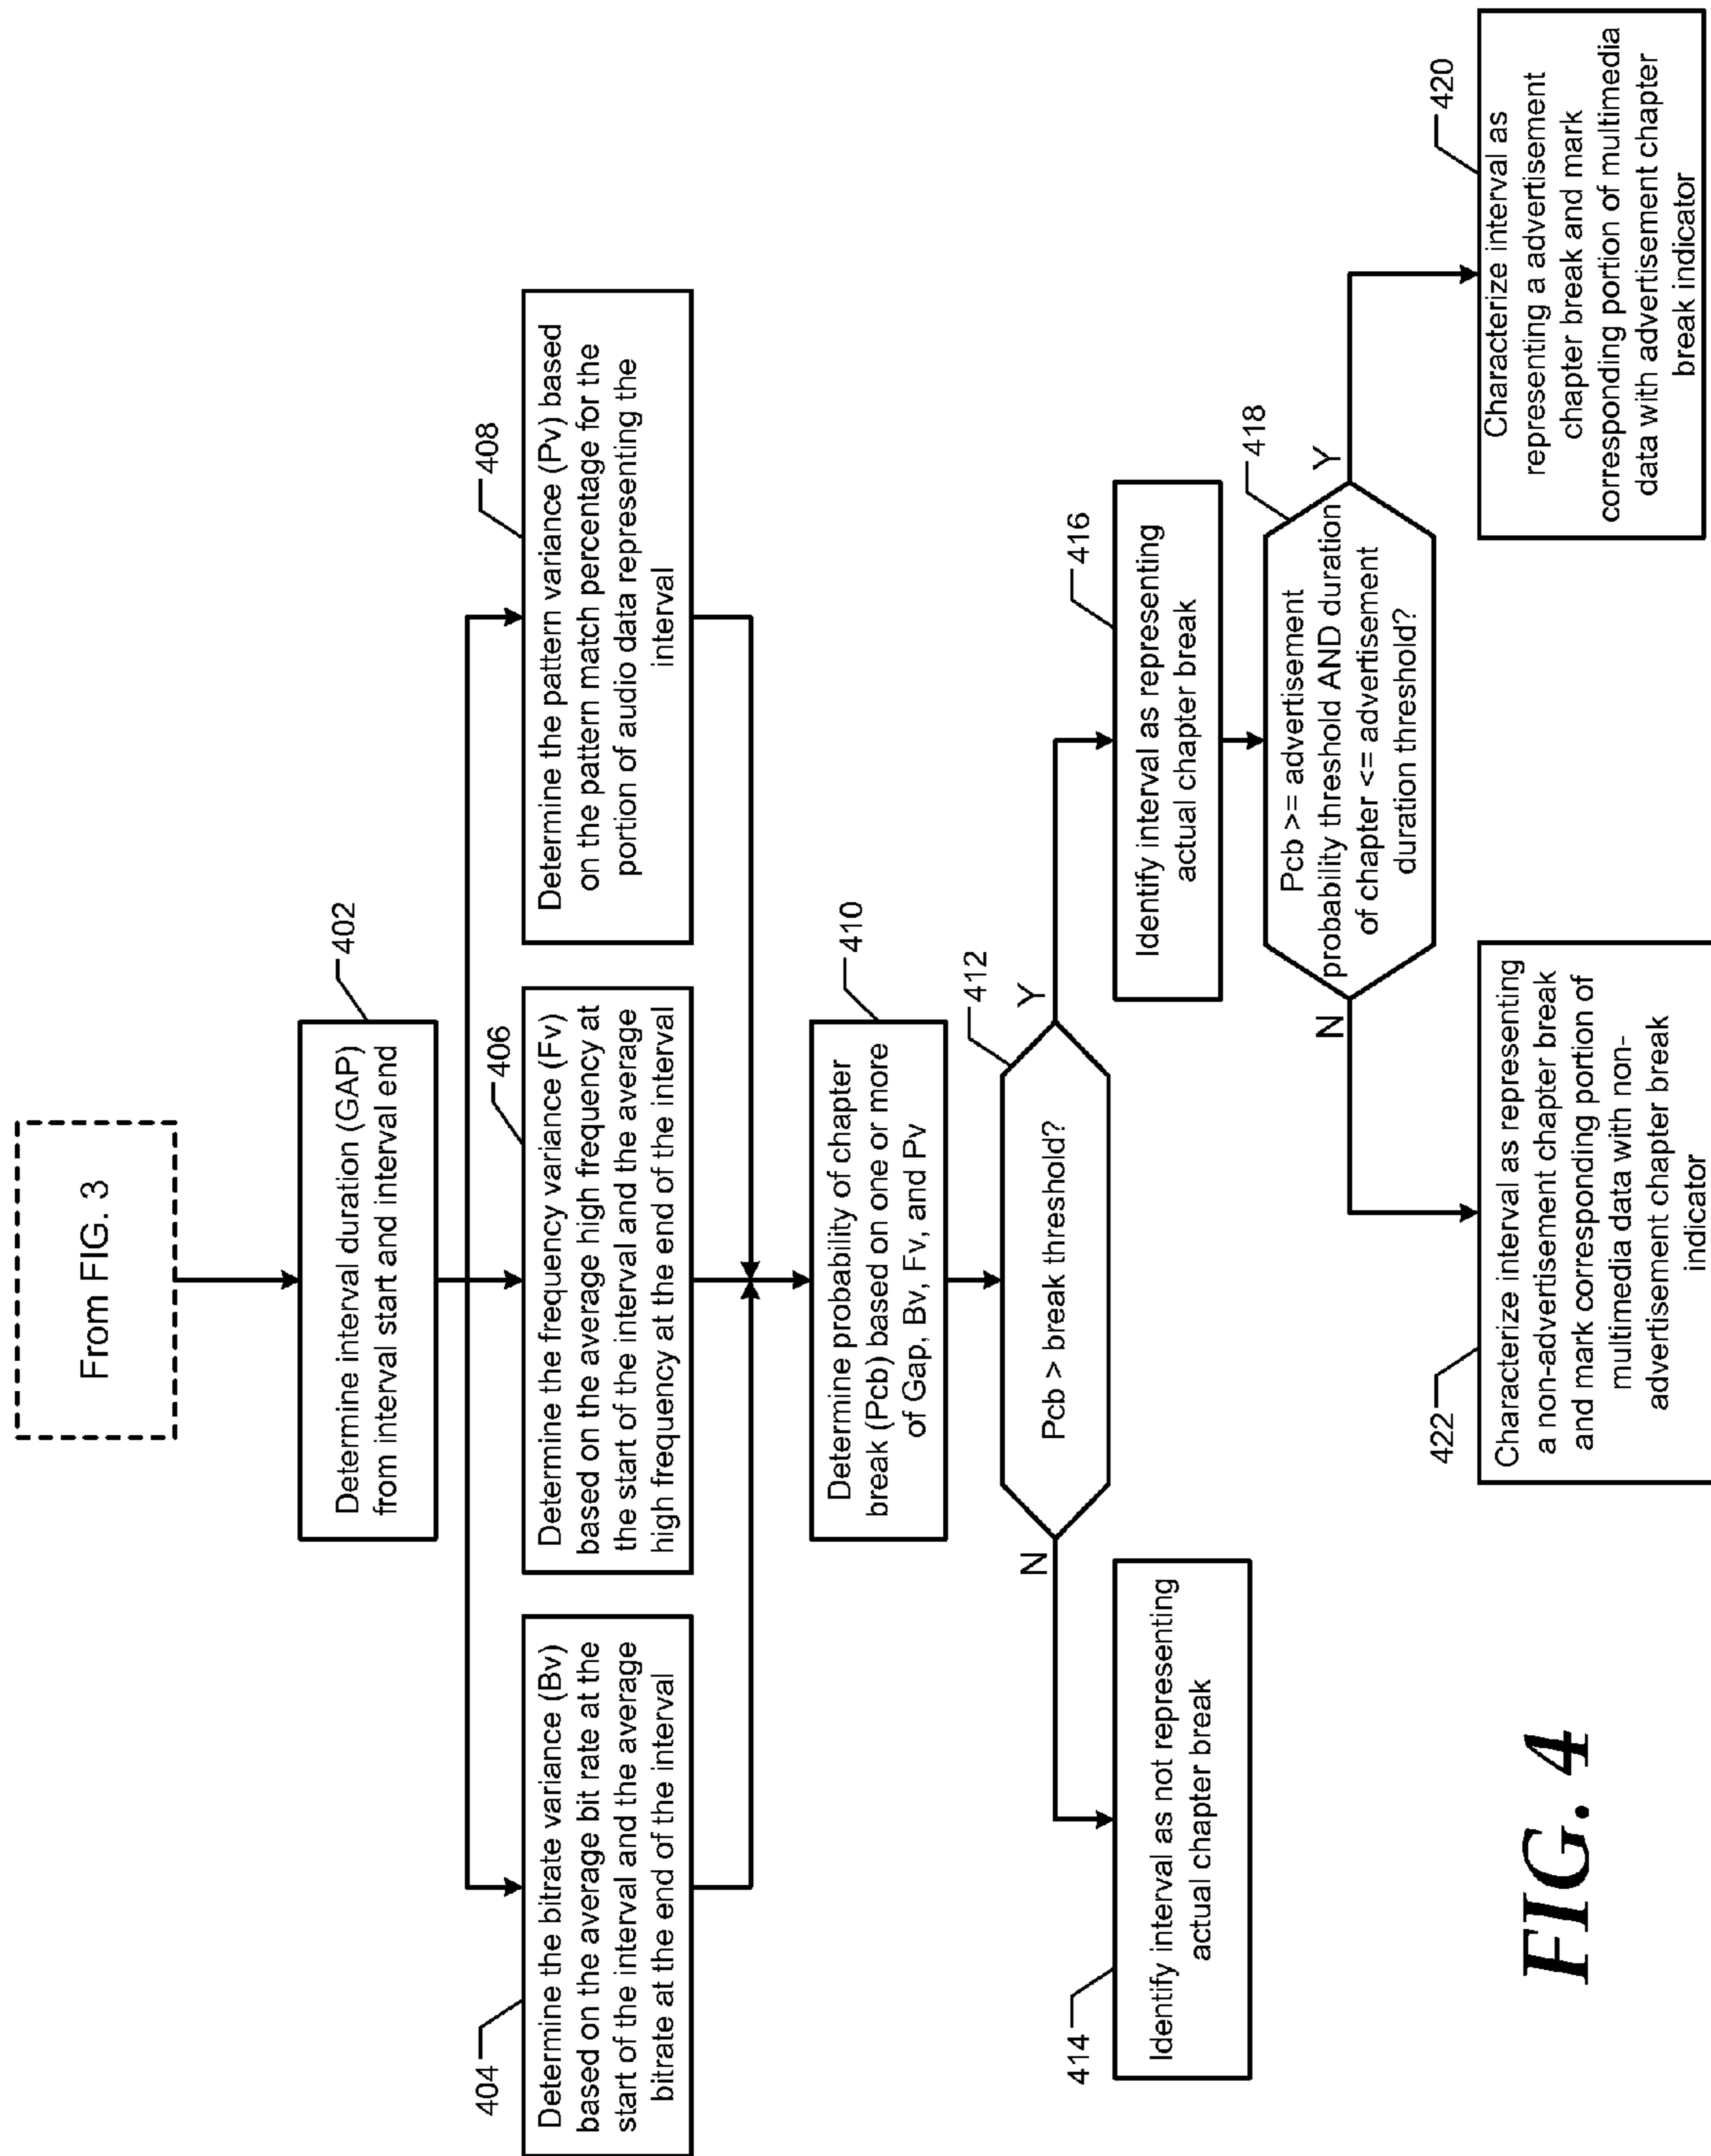 From FIG. 3
402
Determine interval duration (GAP)
from interval start and interval end
404
Determine the bitrate variance (Bv)
based on the average bit rate at the
start of the interval and the average
bitrate at the end of the interval
406
Determine the frequency variance (Fv)
based on the average high frequency at
the start of the interval and the average
high frequency at the end of the interval
408
Determine the pattern variance (Pv) based
on the pattern match percentage for the
portion of audio data representing the
interval
410
Determine probability of chapter
break (Pcb) based on one or more
of Gap, Bv, Fv, and Pv
412
Pcb > break threshold?
N
Y
414
Identify interval as not representing
actual chapter break
416
Identify interval as representing
actual chapter break
418
Pcb >= advertisement
probability threshold AND duration
of chapter <= advertisement
duration threshold?
N
Y
422
Characterize interval as representing
a non-advertisement chapter break
and mark corresponding portion of
multimedia data with non-
advertisement chapter break
indicator
420
Characterize interval as
representing a advertisement
chapter break and mark
corresponding portion of multimedia
data with advertisement chapter
break indicator
FIG. 4